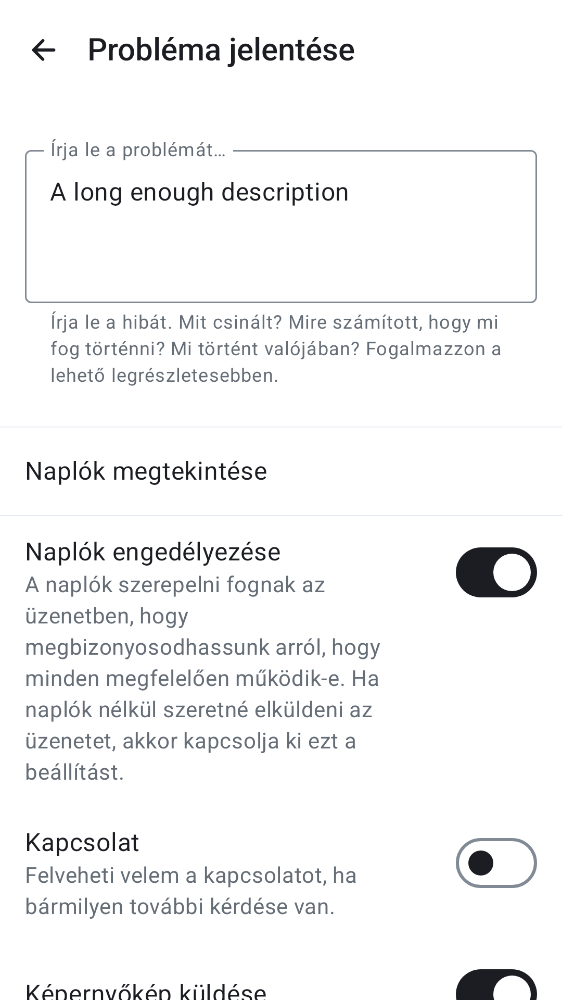 Probléma jelentése
Írja le a problémát…
A long enough description
Írja le a hibát. Mit csinált? Mire számított, hogy mi
fog történni? Mi történt valójában? Fogalmazzon a
lehető legrészletesebben.
Naplók megtekintése
Naplók engedélyezése
A naplók szerepelni fognak az
üzenetben, hogy
megbizonyosodhassunk arról, hogy
minden megfelelően működik-e. Ha
naplók nélkül szeretné elküldeni az
üzenetet, akkor kapcsolja ki ezt a
beállítást.
Kapcsolat
Felveheti velem a kapcsolatot, ha
bármilyen további kérdése van.
Képernyőkép küldése